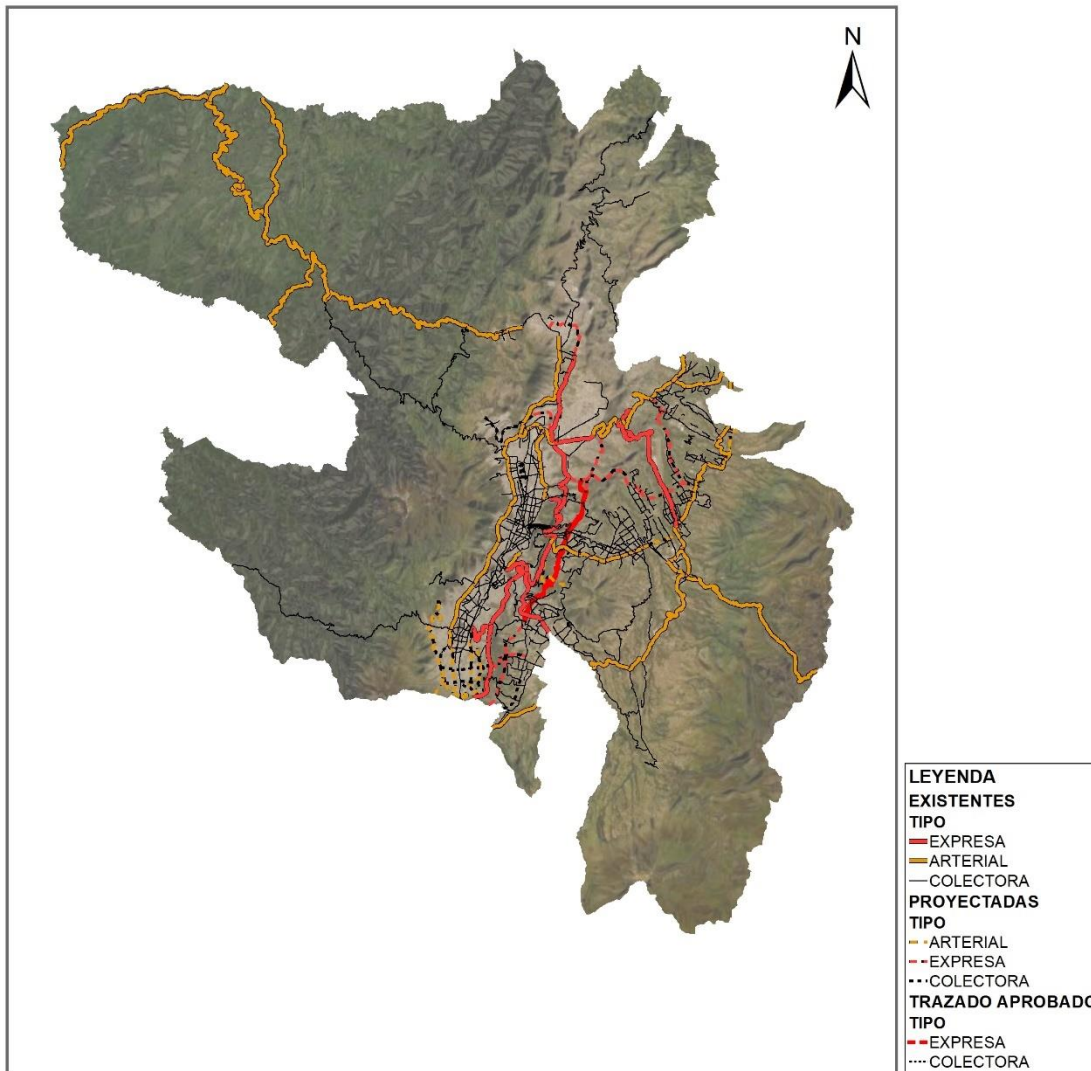 N
LEYENDA
EXISTENTES
TIPO
EXPRESA
ARTERIAL
COLECTORA
PROYECTADAS
TIPO
ARTERIAL
EXPRESA
COLECTORA
TRAZADO APROBADO
TIPO
EXPRESA
COLECTORA